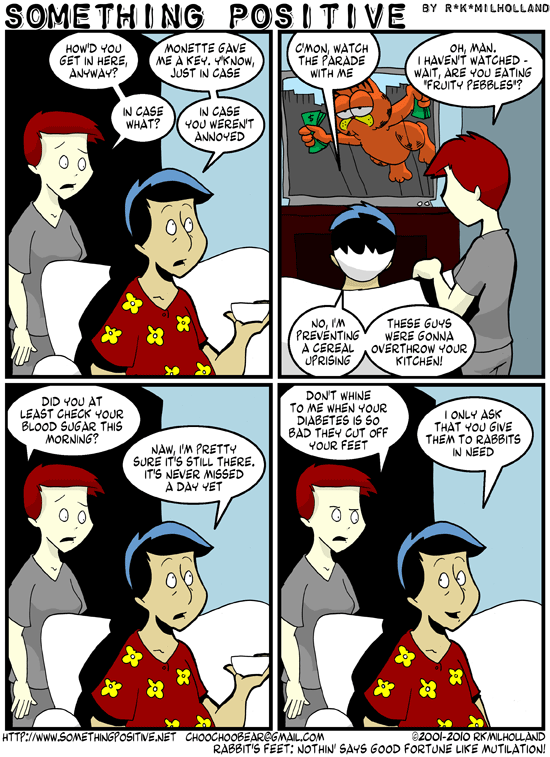 SOMETHING POSITIVE BY R*K*MILHOLLAND
HOW'D YOU
GET IN HERE,
ANYWAY?
MONETTE GAVE
ME A KEY. Y'KNOW,
JUST IN CASE
IN CASE
WHAT?
IN CASE
YOU WEREN'T
ANNOYED
C'MON, WATCH
THE PARADE
WITH ME
OH, MAN.
I HAVEN'T WATCHED -
WAIT, ARE YOU EATING
"FRUITY PEBBLES"?
$
NO, I'M
PREVENTING
A CEREAL
UPRISING
THESE GUYS
WERE GONNA
OVERTHROW YOUR
KITCHEN!
DID YOU AT
LEAST CHECK YOUR
BLOOD SUGAR THIS
MORNING?
NAW, I'M PRETTY
SURE IT'S STILL THERE.
IT'S NEVER MISSED
A DAY YET
DON'T WHINE
TO ME WHEN YOUR
DIABETES IS SO
BAD THEY CUT OFF
YOUR FEET
I ONLY ASK
THAT YOU GIVE
THEM TO RABBITS
IN NEED
HTTP://WWW.SOMETHINGPOSITIVE.NET CHOOCHOOBEAR@GMAIL.COM ©2001-2010 RKMILHOLLAND
RABBIT'S FEET: NOTHIN' SAYS GOOD FORTUNE LIKE MUTILATION!